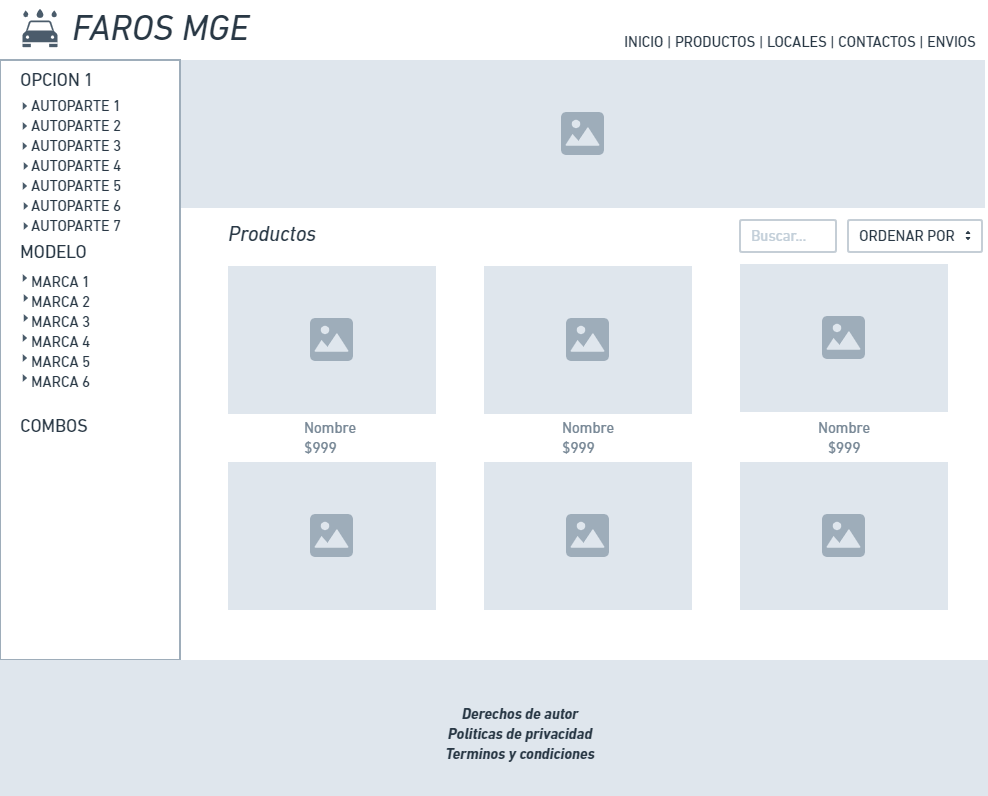 FAROS MGE
INICIO | PRODUCTOS | LOCALES | CONTACTOS | ENVIOS
OPCION 1
AUTOPARTE 1
AUTOPARTE 2
AUTOPARTE 3
AUTOPARTE 4
AUTOPARTE 5
AUTOPARTE 6
AUTOPARTE 7
MODELO
MARCA 1
MARCA 2
MARCA 3
MARCA 4
MARCA 5
MARCA 6
COMBOS
Productos
Buscar...
ORDENAR POR
Nombre
$999
Nombre
$999
Nombre
$999
Derechos de autor
Politicas de privacidad
Terminos y condiciones